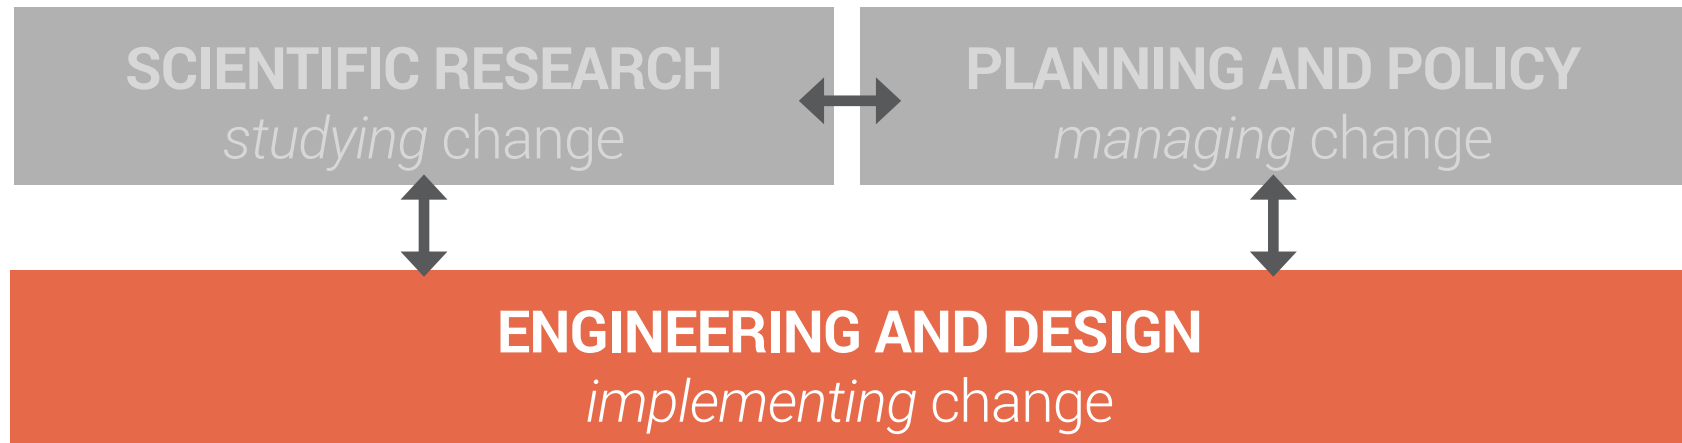 SCIENTIFIC RESEARCH
studying change
PLANNING AND POLICY
managing change
ENGINEERING AND DESIGN
implementing change